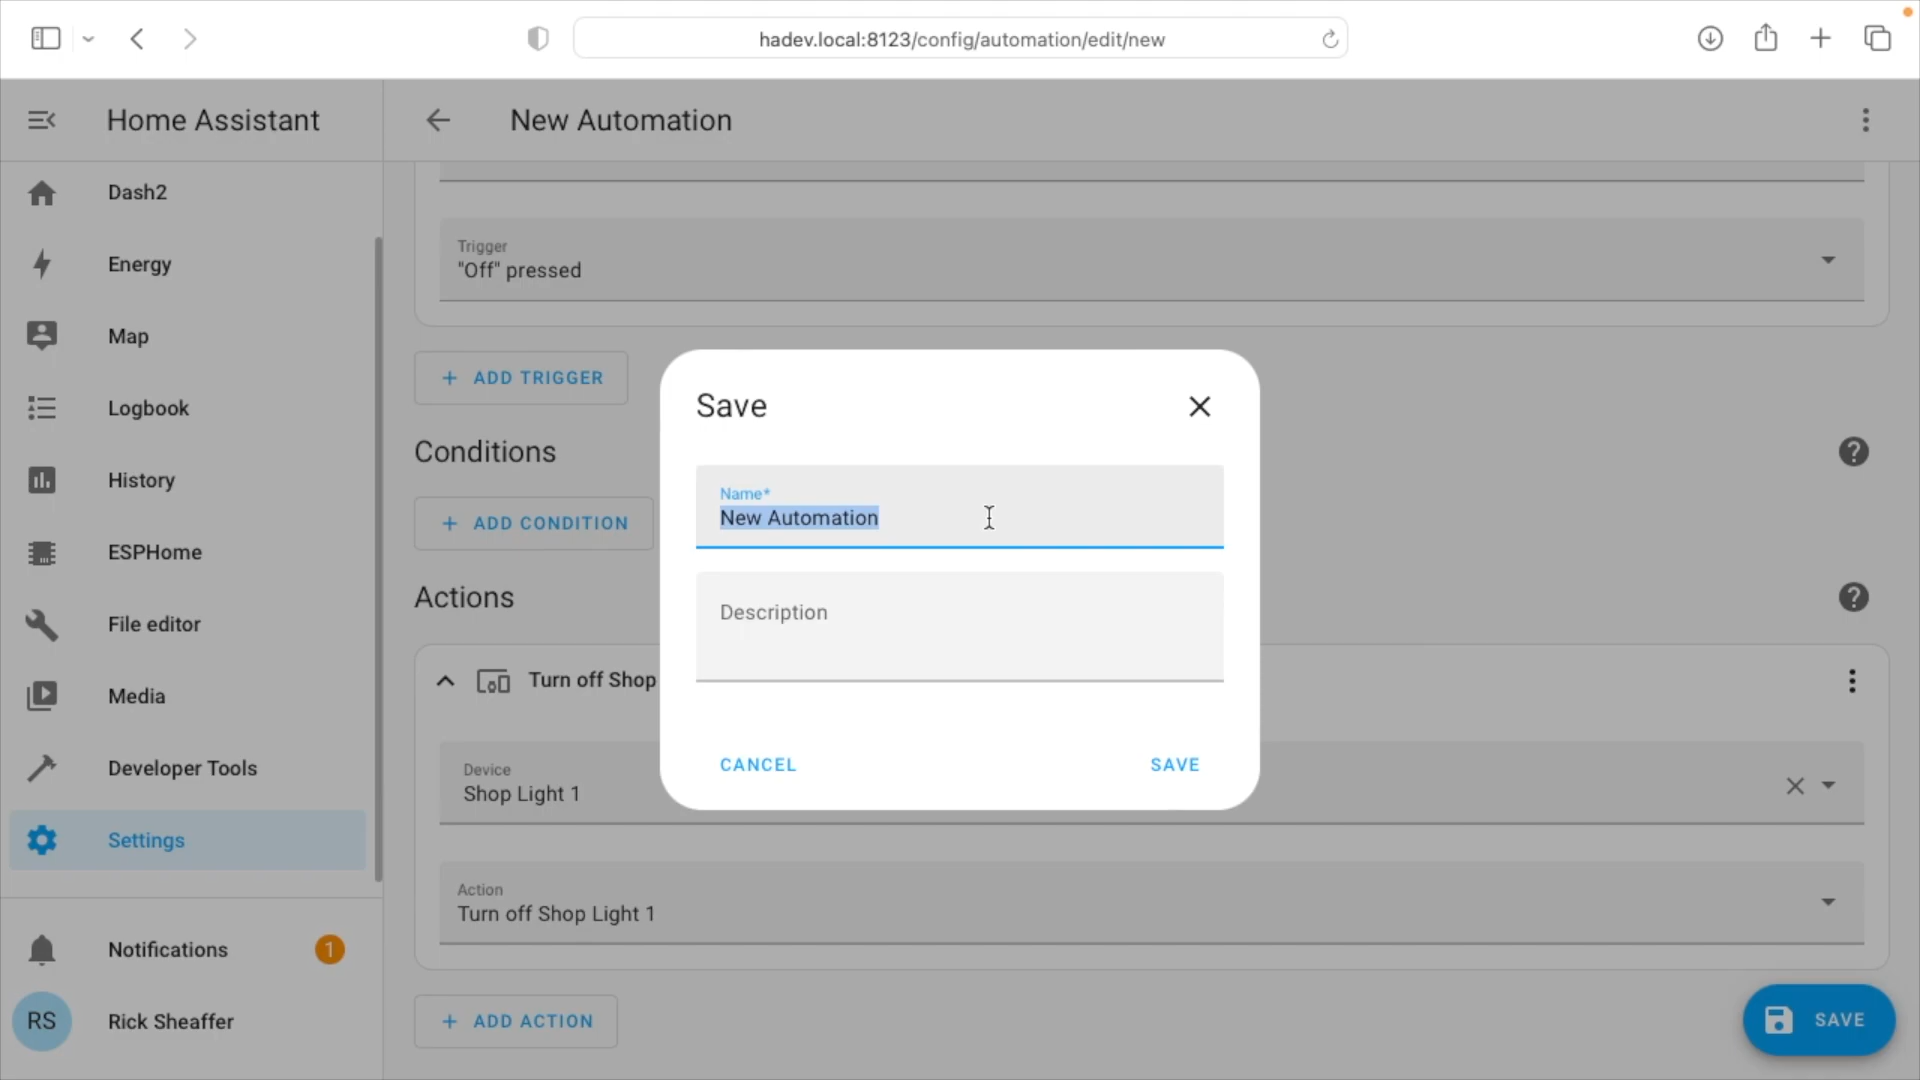 hadev.local:8123/config/automation/edit/new
Home Assistant
New Automation
Dash2
Energy
Map
Logbook
History
ESPHome
File editor
Media
Developer Tools
Settings
Notifications
1
RS
Rick Sheaffer
Trigger
"Off" pressed
+ ADD TRIGGER
Conditions
?
+ ADD CONDITION
Actions
?
Turn off Shop
Device
Shop Light 1
Action
Turn off Shop Light 1
+ ADD ACTION
SAVE
Save
Name*
New Automation
Description
CANCEL
SAVE